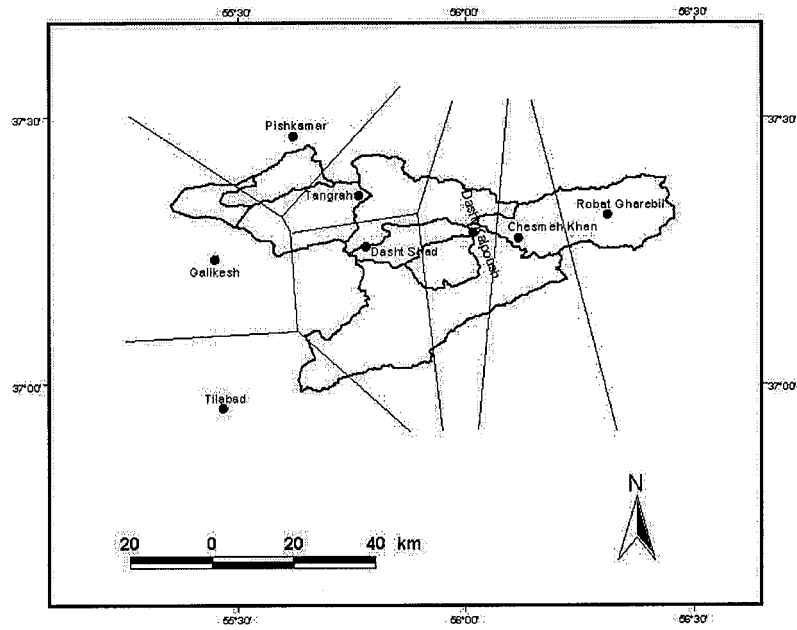 55°30' 56°00' 56°30'
37°30' 37°30'
Pishkamar
Tangrah
Robat Gharebil
Dasht Kalpoush
Chesmeh Khan
Dasht Shad
Galikesh
37°00' 37°00'
Tilabad
N
20 0 20 40 km
55°30' 56°00' 56°30'